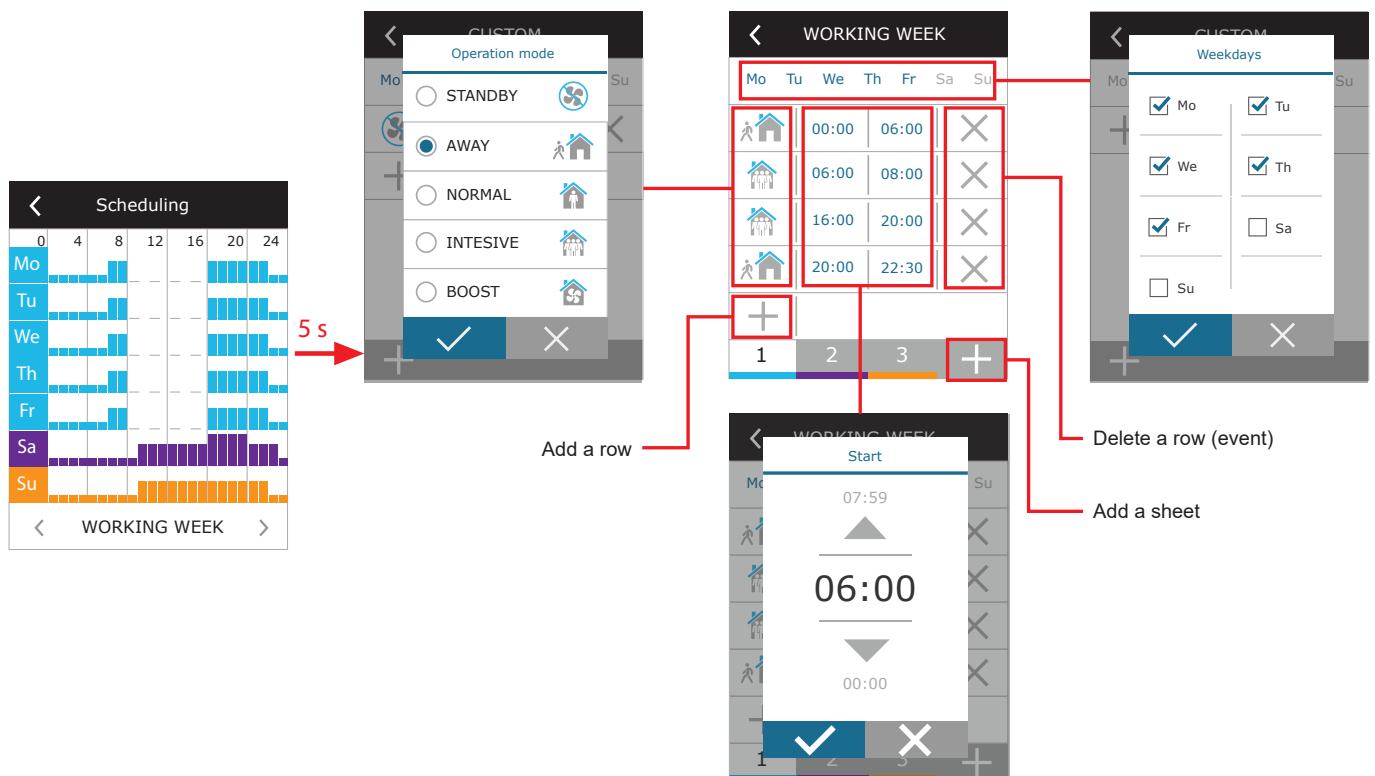 Scheduling
0 4 8 12 16 20 24
Mo
Tu
We
Th
Fr
Sa
Su
WORKING WEEK
5 s
CUSTOM
Mo Su
Operation mode
STANDBY
AWAY
NORMAL
INTESIVE
BOOST
WORKING WEEK
Mo Tu We Th Fr Sa Su
00:00 06:00
06:00 08:00
16:00 20:00
20:00 22:30
1 2 3
CUSTOM
Mo Su
Weekdays
Mo Tu
We Th
Fr Sa
Su
Add a row
Delete a row (event)
Add a sheet
WORKING WEEK
Mo Su
Start
07:59
06:00
00:00
1 2 3